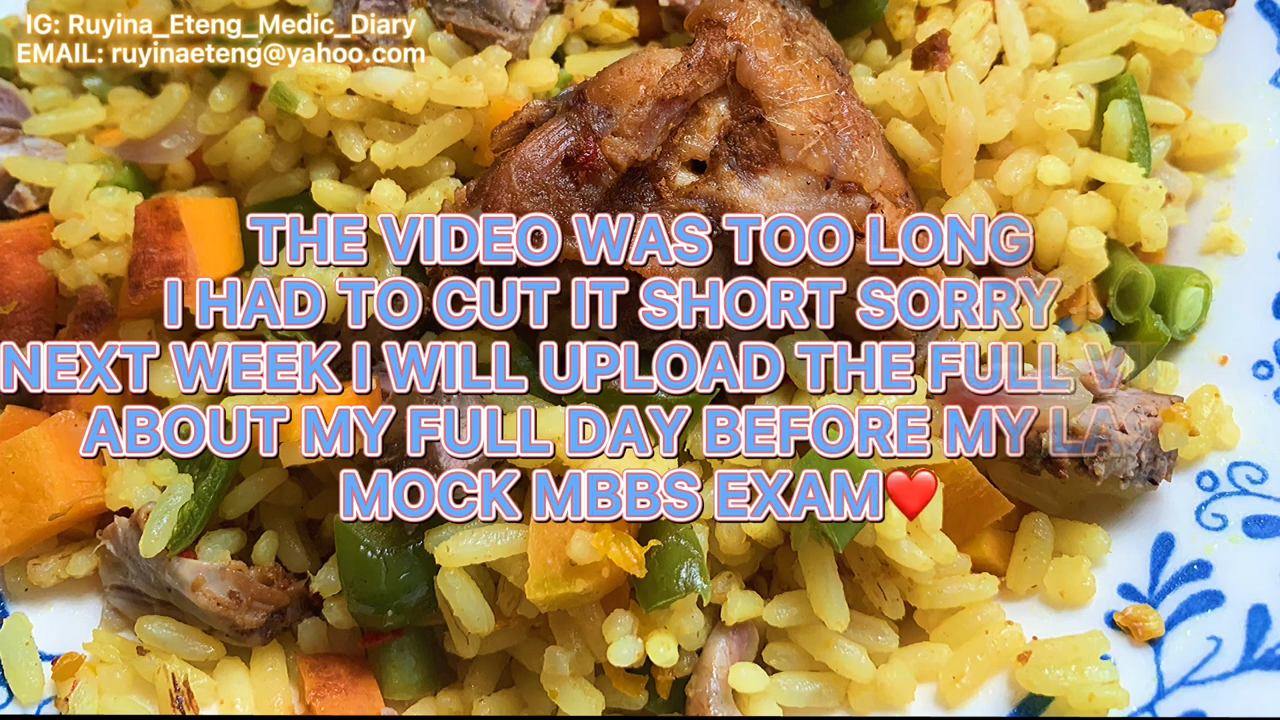 IG: Ruyina_Eteng_Medic_Diary
EMAIL: ruyinaeteng@yahoo.com
THE VIDEO WAS TOO LONG
I HAD TO CUT IT SHORT SORRY
NEXT WEEK I WILL UPLOAD THE FULL
ABOUT MY FULL DAY BEFORE MY
MOCK MBBS EXAM❤️